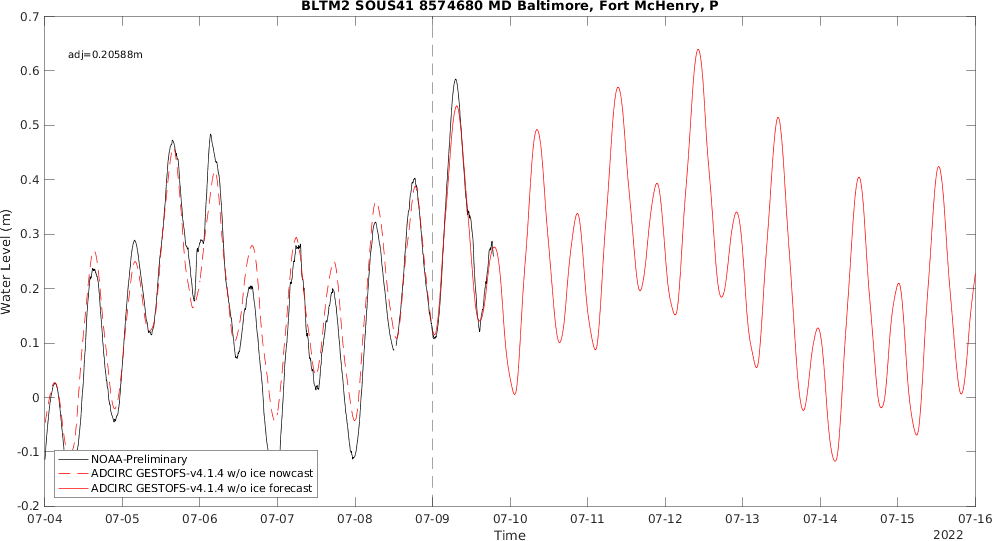 BLTM2 SOUS41 8574680 MD Baltimore, Fort McHenry, P
0.7
0.6
0.5
0.4
0.3
0.2
0.1
0
-0.1
-0.2
Water Level (m)
adj=0.20588m
NOAA-Preliminary
ADCIRC GESTOFS-v4.1.4 w/o ice nowcast
ADCIRC GESTOFS-v4.1.4 w/o ice forecast
07-04 07-05 07-06 07-07 07-08 07-09 07-10 07-11 07-12 07-13 07-14 07-15 07-16
Time
2022